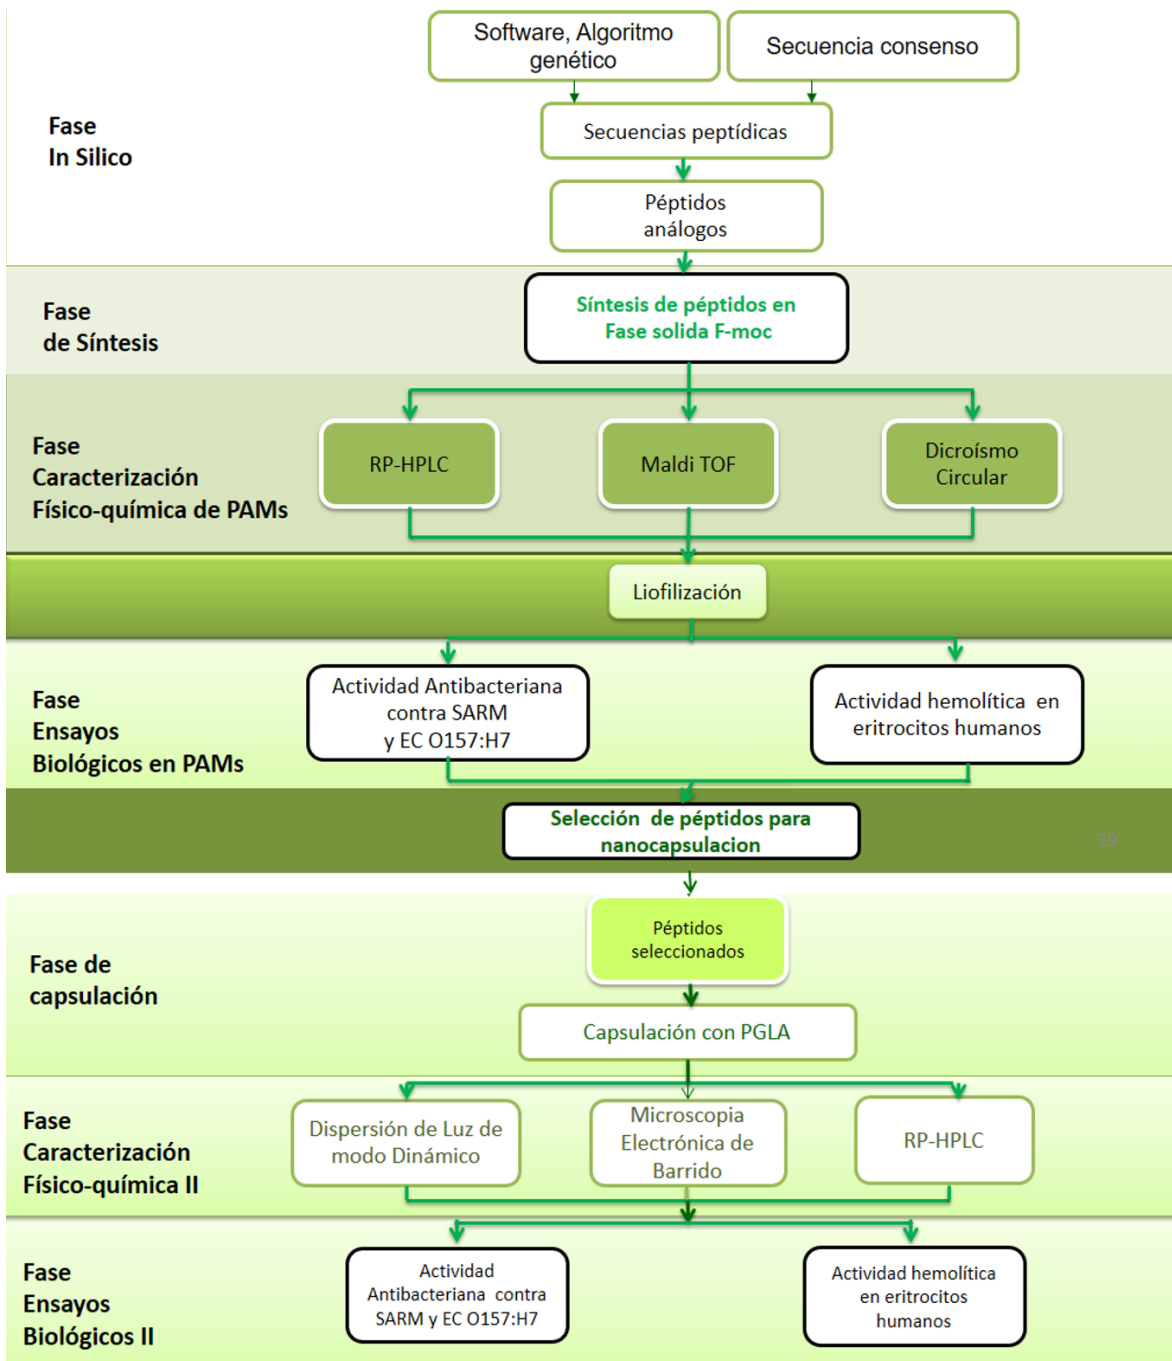 Software, Algoritmo
genético
Secuencia consenso
Fase
In Silico
Secuencias peptídicas
Péptidos
análogos
Fase
de Síntesis
Síntesis de péptidos en
Fase solida F-moc
Fase
Caracterización
Físico-química de PAMs
RP-HPLC
Maldi TOF
Dicroísmo
Circular
Liofilización
Fase
Ensayos
Biológicos en PAMs
Actividad Antibacteriana
contra SARM
y EC O157:H7
Actividad hemolítica en
eritrocitos humanos
Selección de péptidos para
nanocapsulacion
29
Fase de
capsulación
Péptidos
seleccionados
Capsulación con PGLA
Fase
Caracterización
Físico-química II
Dispersión de Luz de
modo Dinámico
Microscopia
Electrónica de
Barrido
RP-HPLC
Fase
Ensayos
Biológicos II
Actividad
Antibacteriana contra
SARM y EC O157:H7
Actividad hemolítica
en eritrocitos
humanos